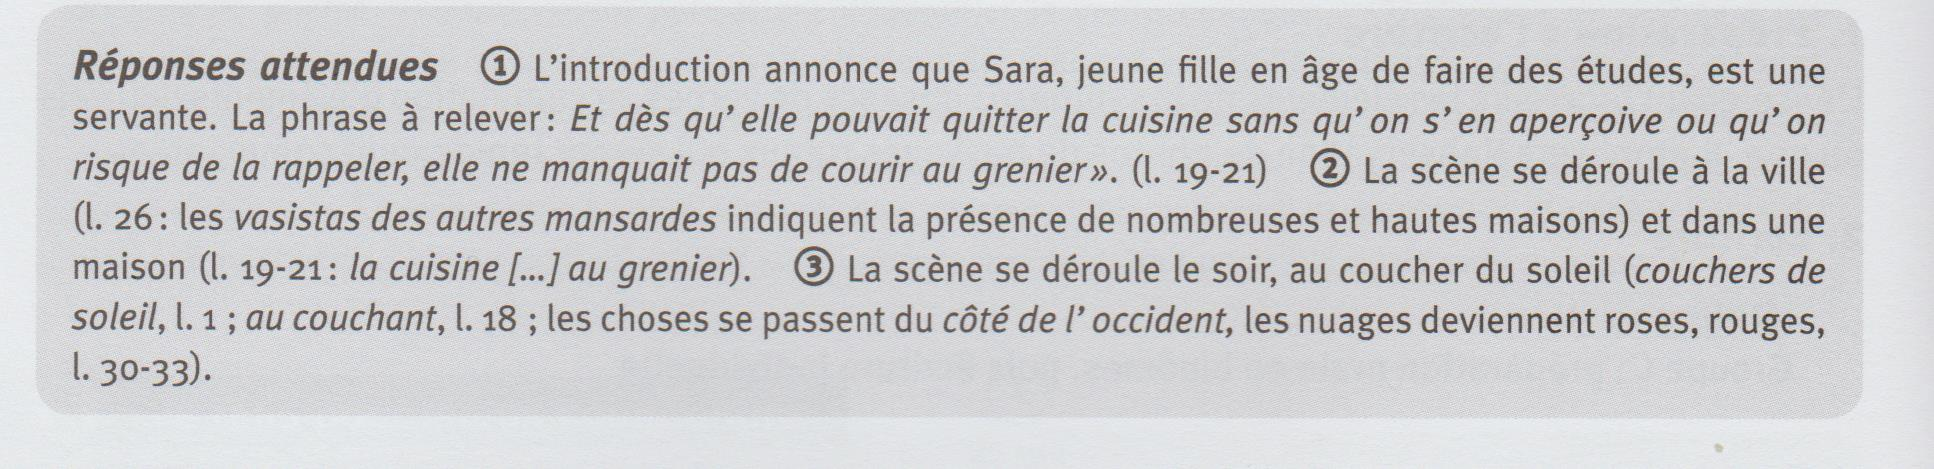 Réponses attendues ① L'introduction annonce que Sara, jeune fille en âge de faire des études, est une
servante. La phrase à relever : Et dès qu'elle pouvait quitter la cuisine sans qu'on s'en aperçoive ou qu'on
risque de la rappeler, elle ne manquait pas de courir au grenier ». (l. 19-21) ② La scène se déroule à la ville
(l. 26 : les vasistas des autres mansardes indiquent la présence de nombreuses et hautes maisons) et dans une
maison (l. 19-21 : la cuisine [...] au grenier). ③ La scène se déroule le soir, au coucher du soleil (couchers de
soleil, l. 1 ; au couchant, l. 18 ; les choses se passent du côté de l'occident, les nuages deviennent roses, rouges,
l. 30-33).